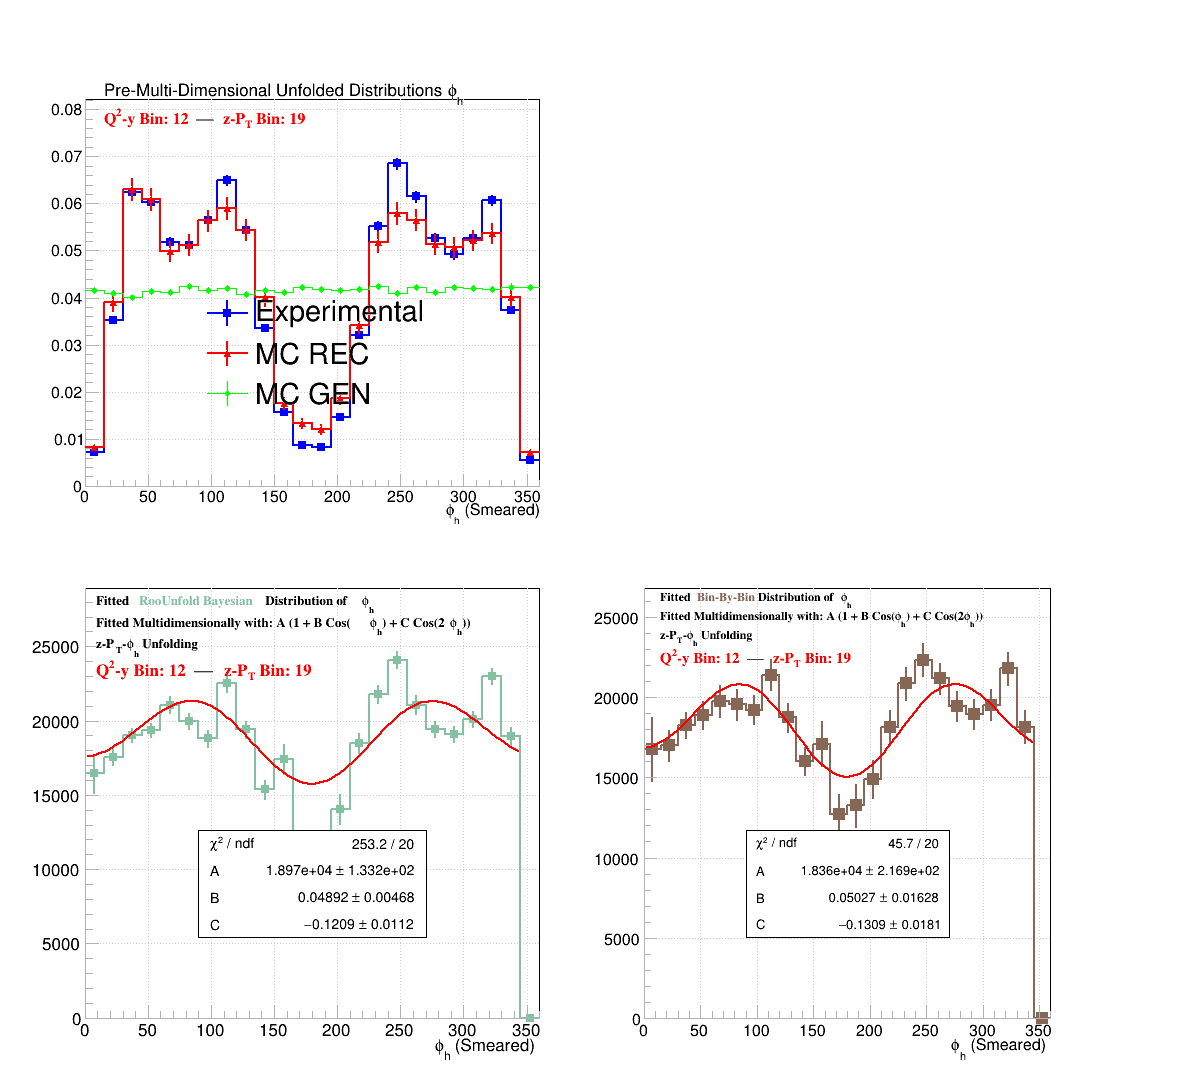 Pre-Multi-Dimensional Unfolded Distributions ϕh
Q²-y Bin: 12 — z-PT Bin: 19
0.08
0.07
0.06
0.05
0.04
0.03
0.02
0.01
0
Experimental
MC REC
MC GEN
0 50 100 150 200 250 300 350
ϕh (Smeared)
Fitted RooUnfold Bayesian Distribution of ϕh
Fitted Multidimensionally with: A (1 + B Cos( ϕh) + C Cos(2 ϕh))
z-PT-ϕh Unfolding
Q²-y Bin: 12 — z-PT Bin: 19
25000
20000
15000
10000
5000
0
χ² / ndf 253.2 / 20
A 1.897e+04 ± 1.332e+02
B 0.04892 ± 0.00468
C −0.1209 ± 0.0112
0 50 100 150 200 250 300 350
ϕh (Smeared)
Fitted Bin-By-Bin Distribution of ϕh
Fitted Multidimensionally with: A (1 + B Cos(ϕh) + C Cos(2ϕh))
z-PT-ϕh Unfolding
Q²-y Bin: 12 — z-PT Bin: 19
25000
20000
15000
10000
5000
0
χ² / ndf 45.7 / 20
A 1.836e+04 ± 2.169e+02
B 0.05027 ± 0.01628
C −0.1309 ± 0.0181
0 50 100 150 200 250 300 350
ϕh (Smeared)